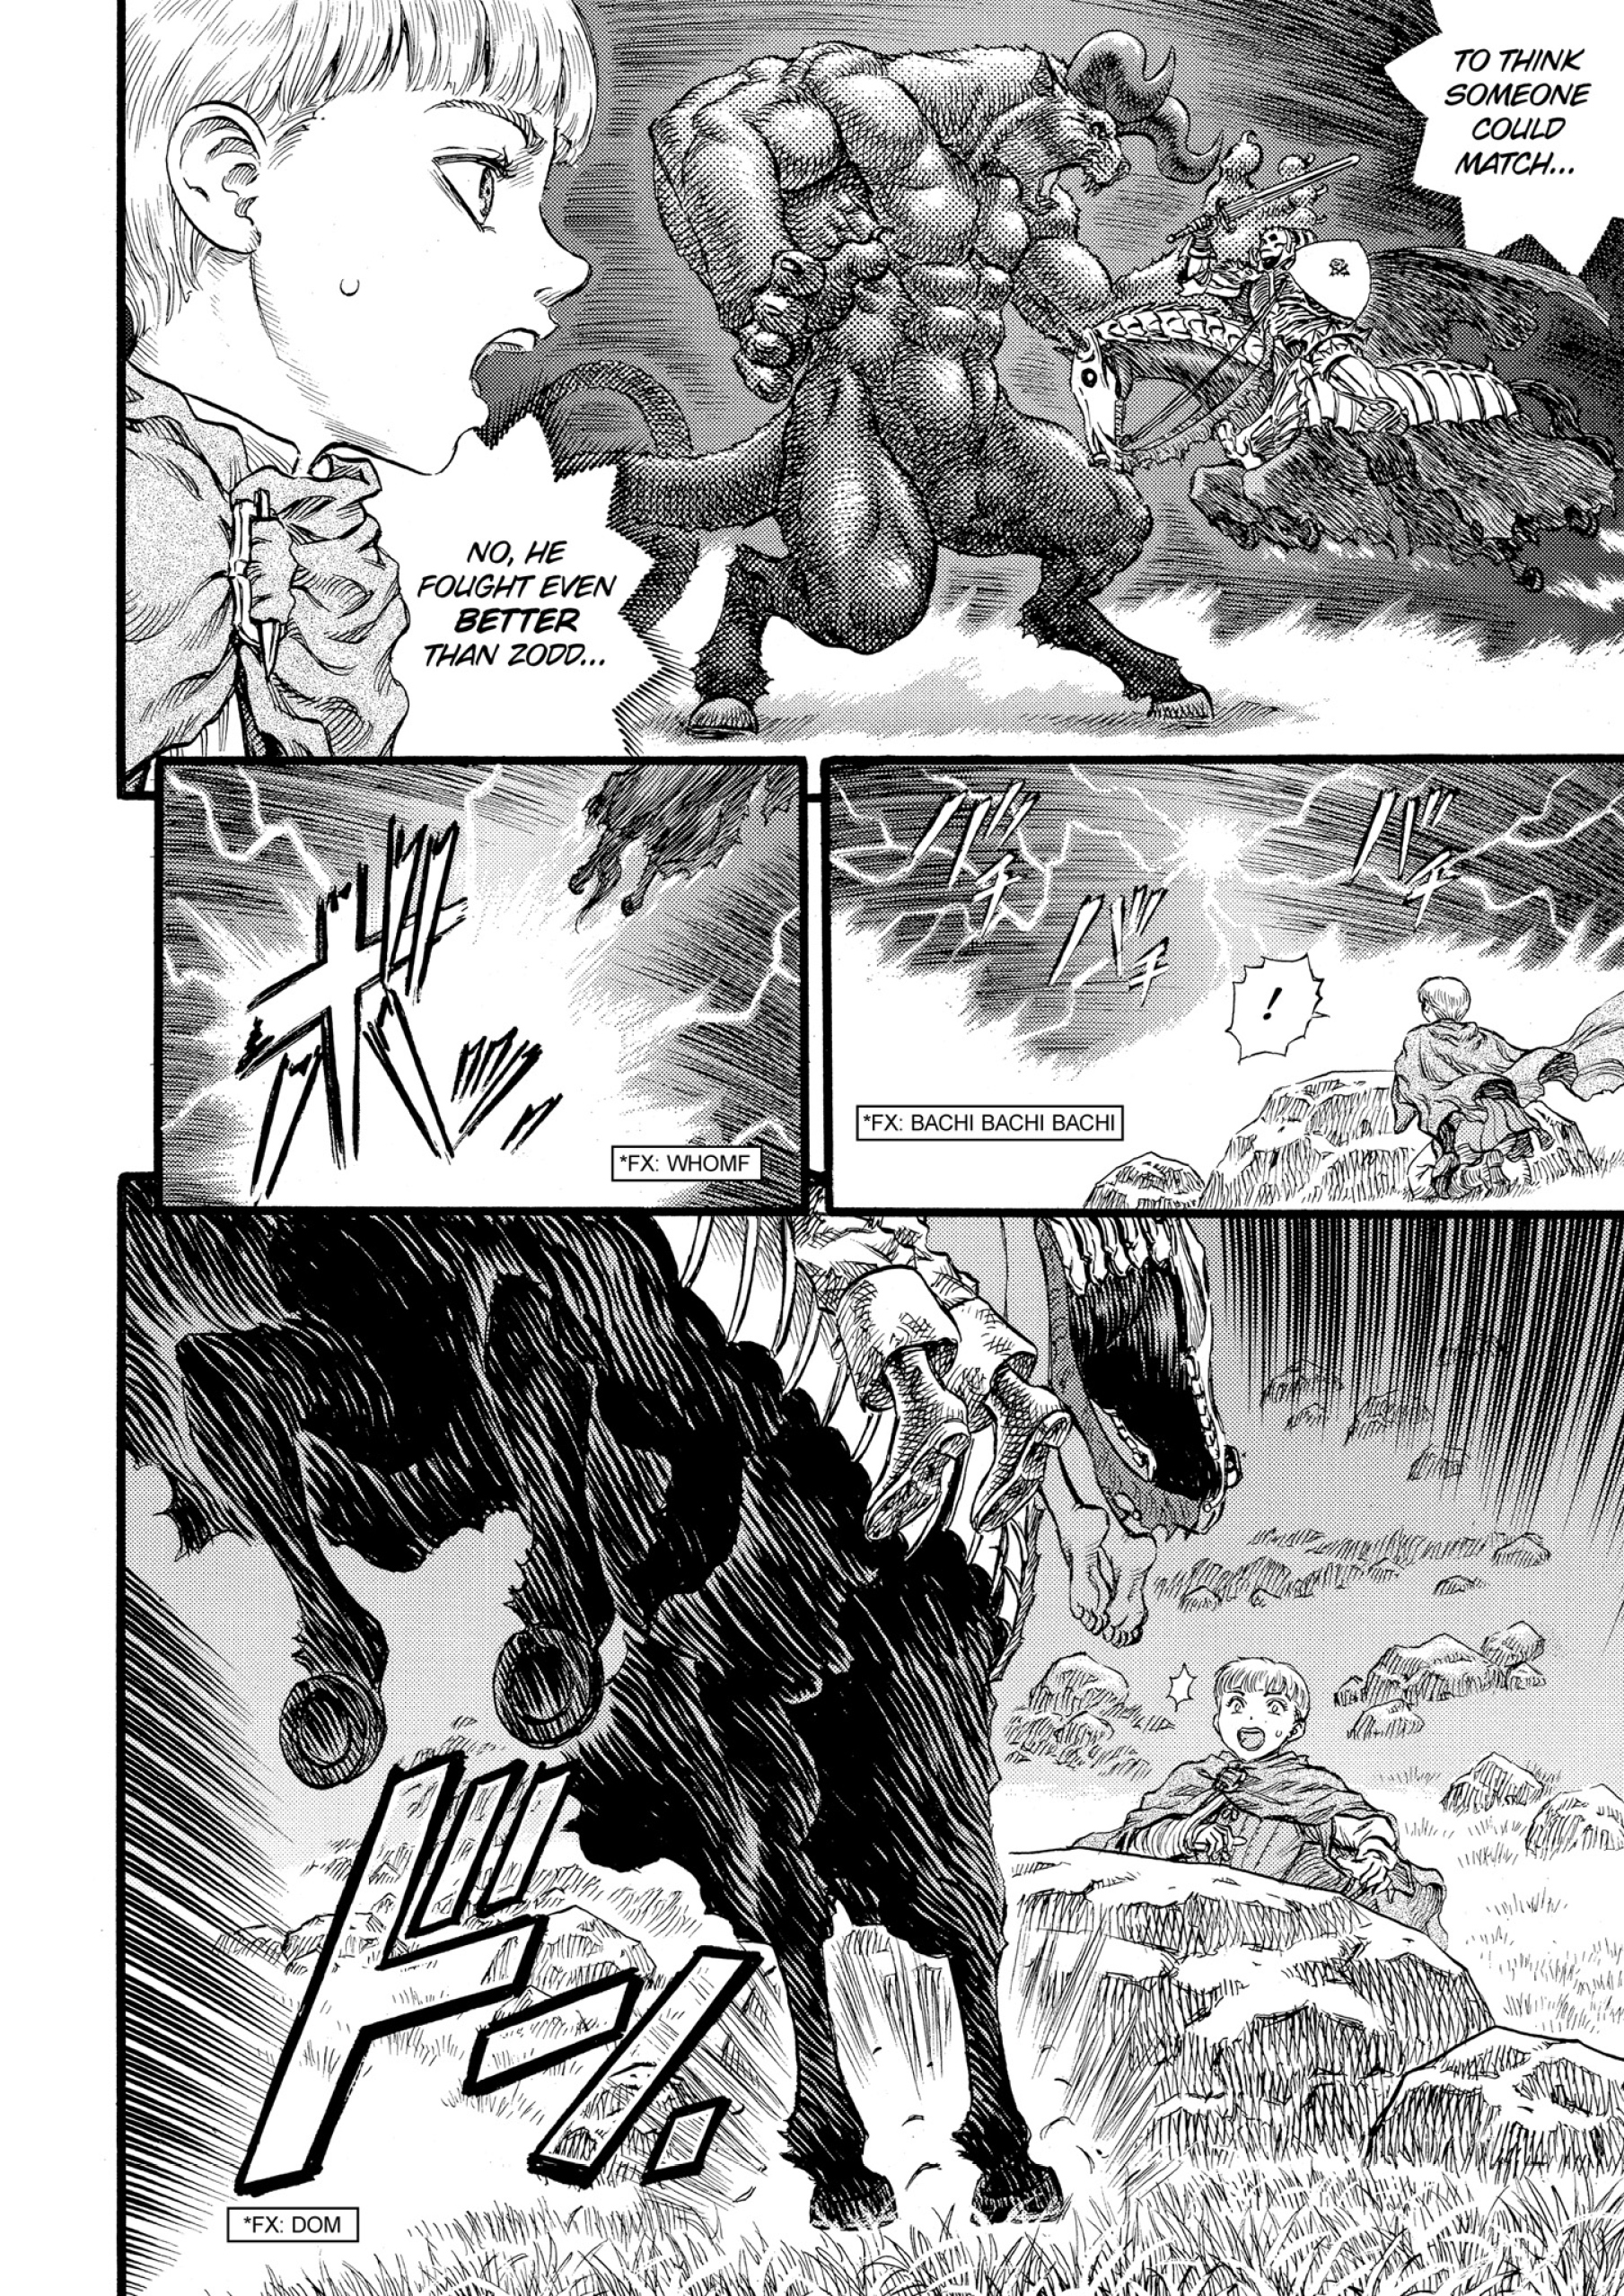 TO THINK
SOMEONE
COULD
MATCH...
NO, HE
FOUGHT EVEN
BETTER
THAN ZODD...
バチ
バチ
バチ
!
*FX: BACHI BACHI BACHI
ボッ
*FX: WHOMF
ドンッ
*FX: DOM